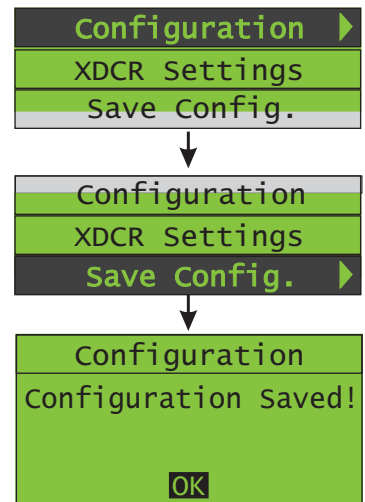 Configuration
XDCR Settings
Save Config.
Configuration
XDCR Settings
Save Config.
Configuration
Configuration Saved!
OK